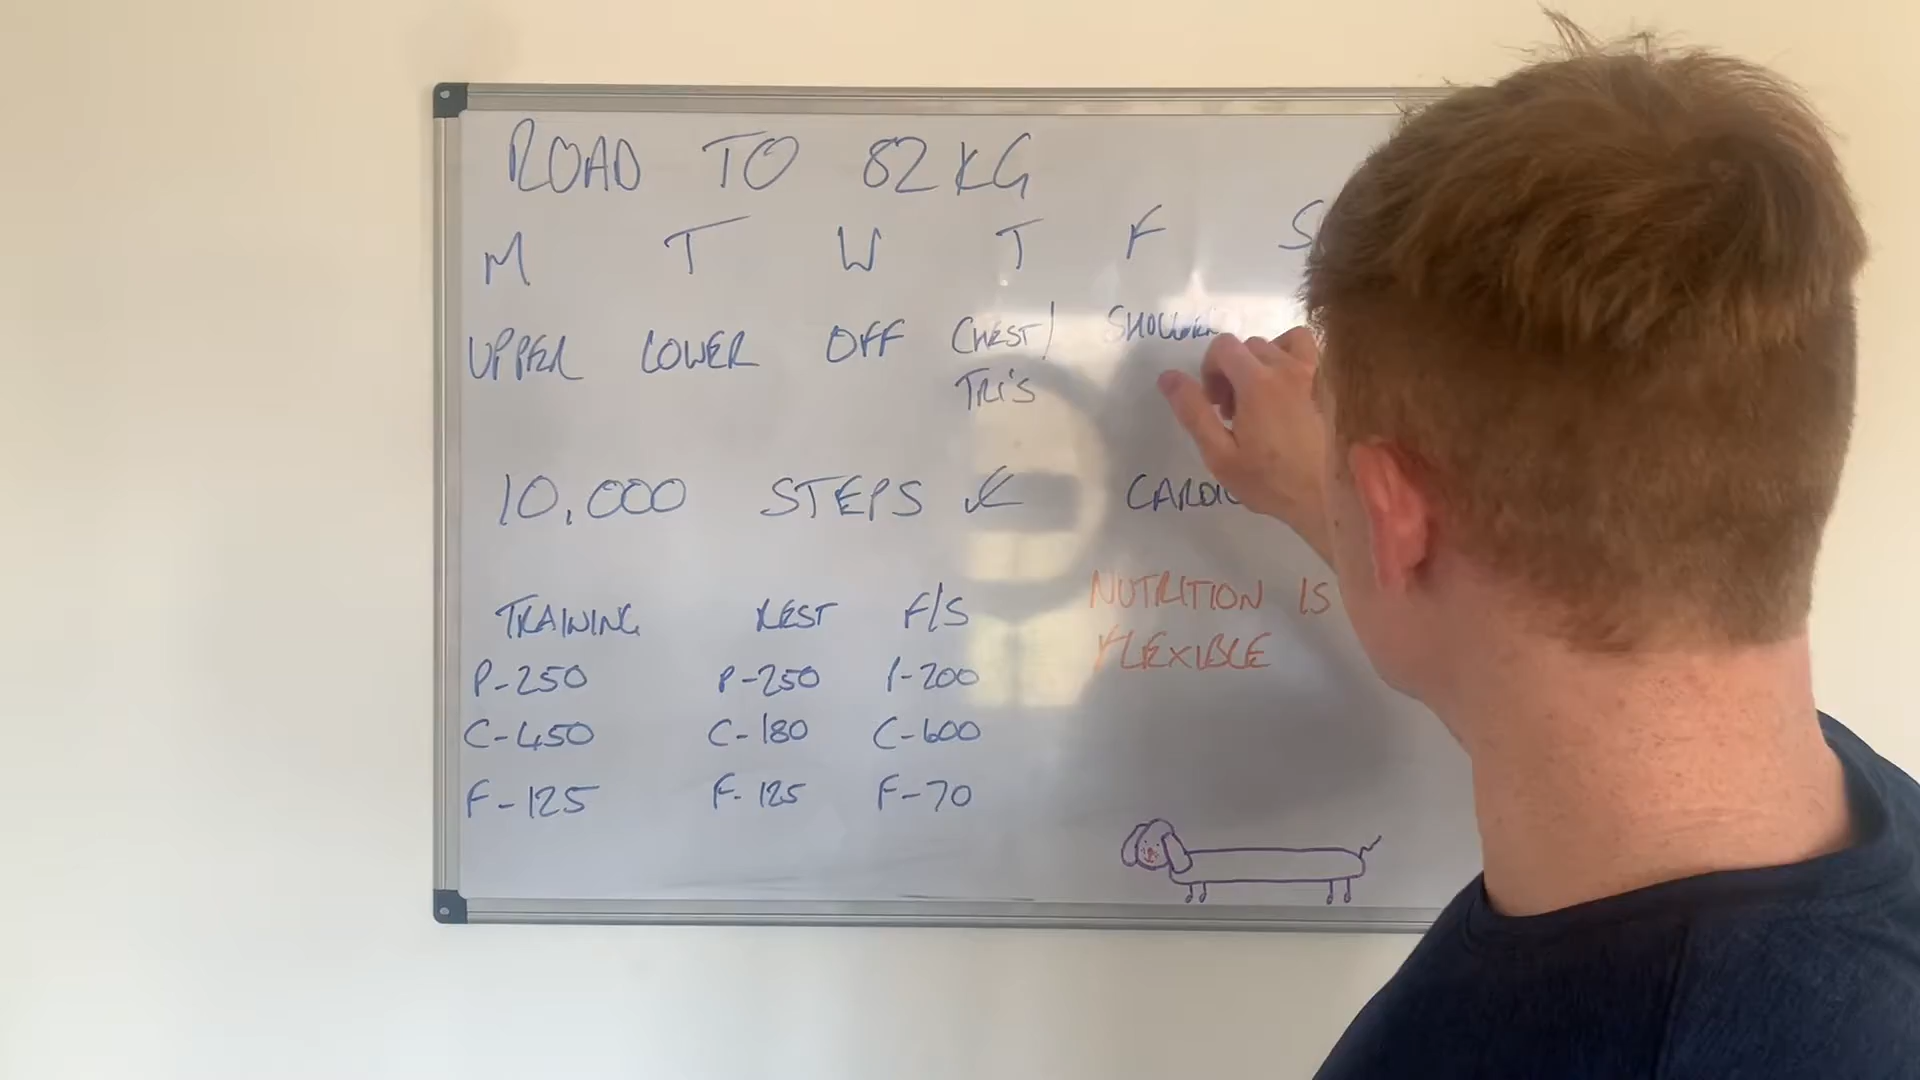 ROAD TO 82KG
M T W T F S
UPPER LOWER OFF CHEST/
TRI'S
10,000 STEPS
TRAINING REST F/S
P-250 P-250 P-200
C-450 C-180 C-600
F-125 F-125 F-70
NUTRITION IS
FLEXIBLE